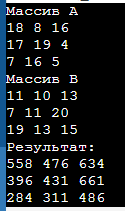 Массив А
18 8 16
17 19 4
7 16 5
Массив В
11 10 13
7 11 20
19 13 15
Результат:
558 476 634
396 431 661
284 311 486